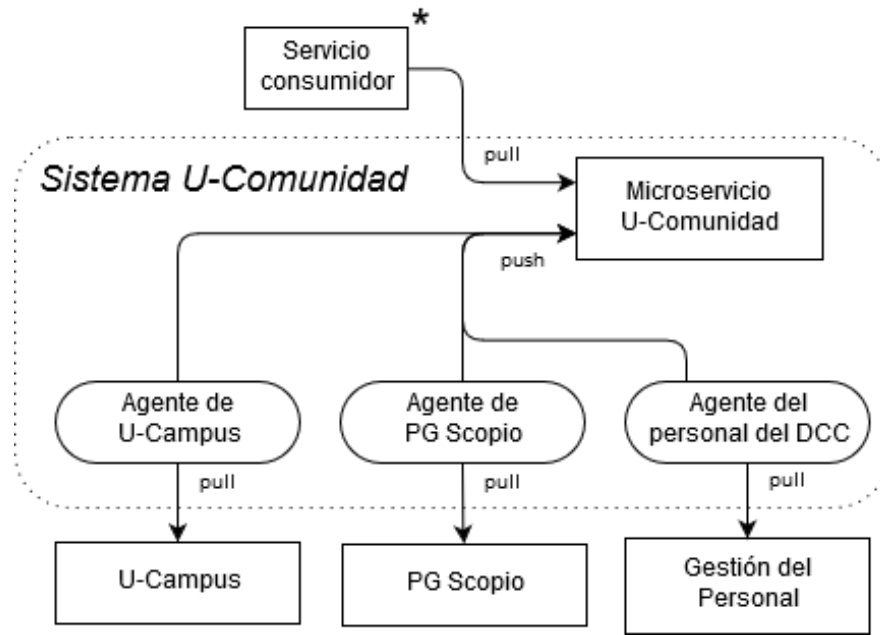 *
Servicio
consumidor
pull
Sistema U-Comunidad
Microservicio
U-Comunidad
push
Agente de
U-Campus
Agente de
PG Scopio
Agente del
personal del DCC
pull
pull
pull
U-Campus
PG Scopio
Gestión del
Personal